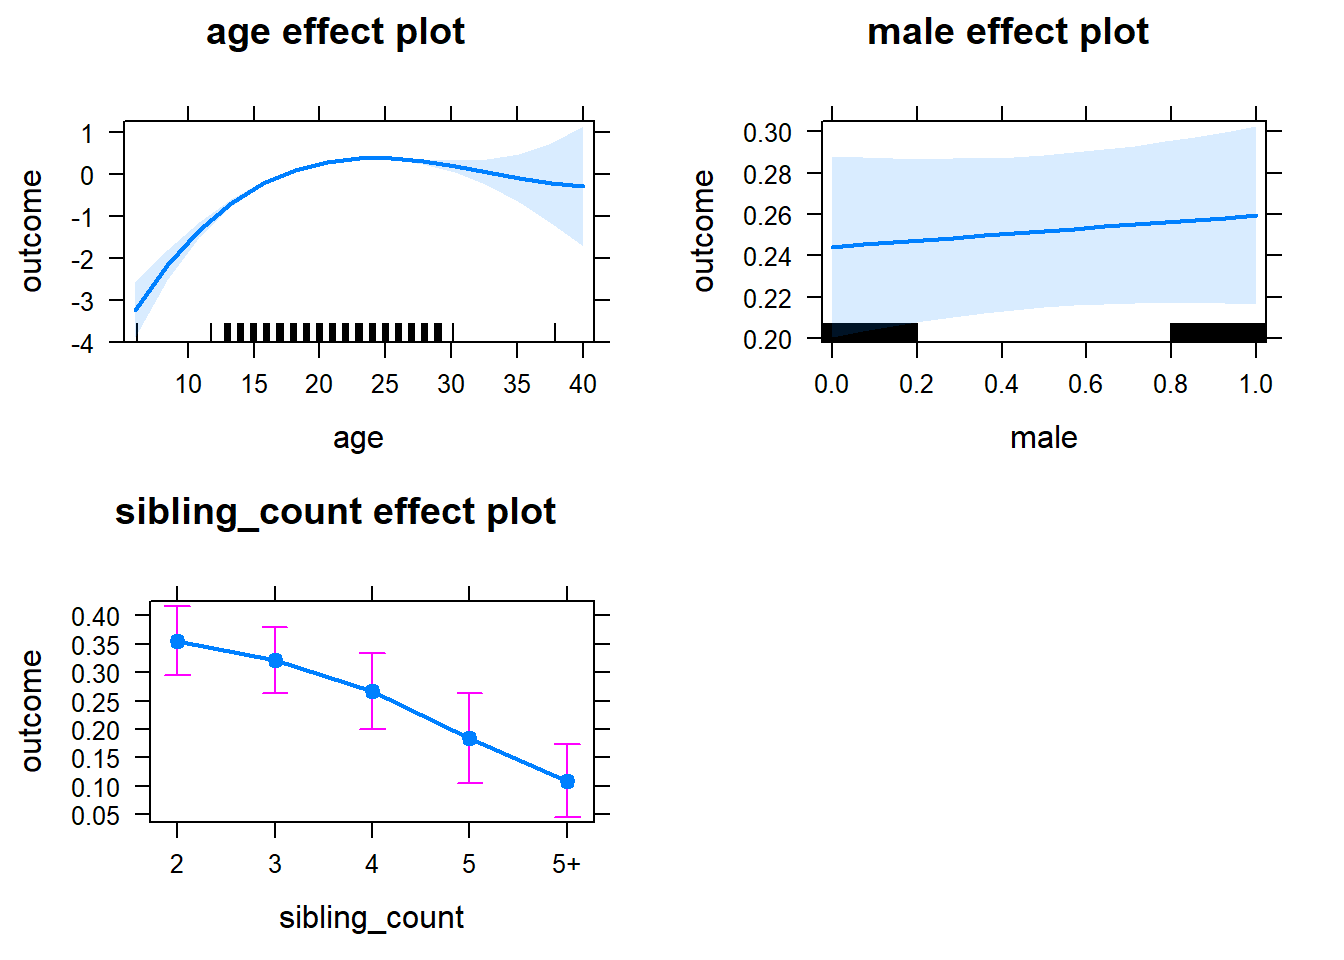 age effect plot
outcome
1
0
-1
-2
-3
-4
10 15 20 25 30 35 40
age
male effect plot
outcome
0.30
0.28
0.26
0.24
0.22
0.20
0.0 0.2 0.4 0.6 0.8 1.0
male
sibling_count effect plot
outcome
0.40
0.35
0.30
0.25
0.20
0.15
0.10
0.05
2 3 4 5 5+
sibling_count